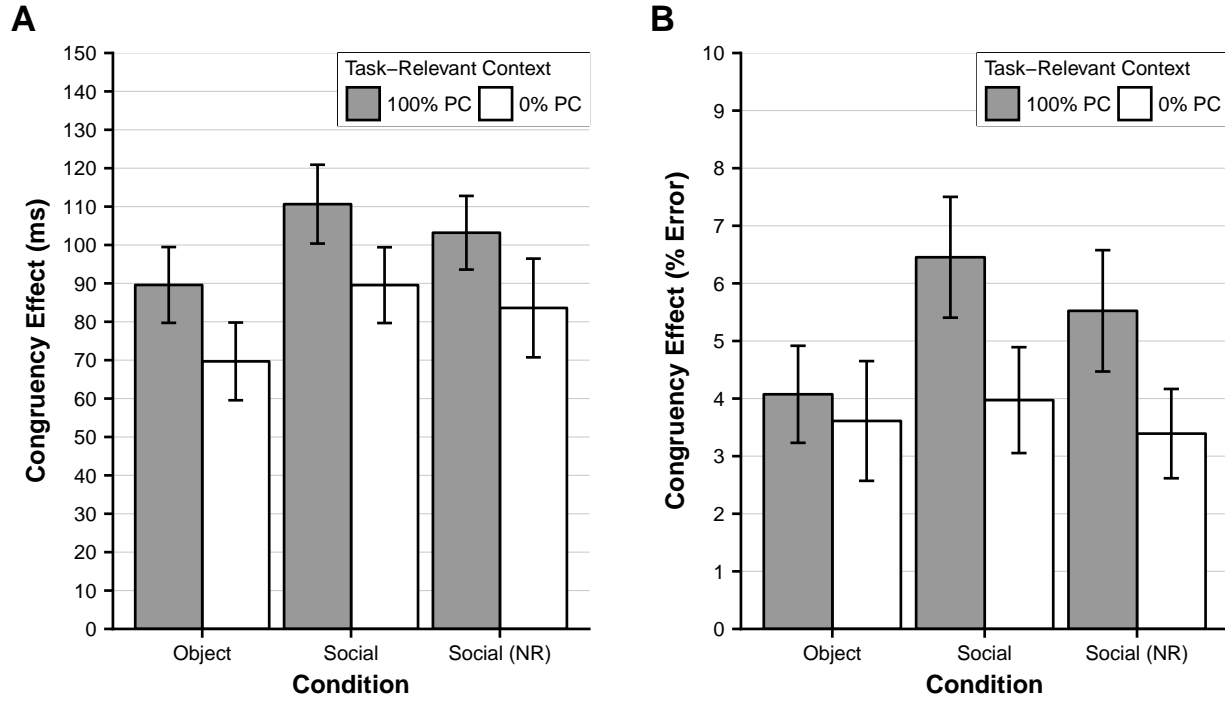 A
Congruency Effect (ms)
150
140
130
120
110
100
90
80
70
60
50
40
30
20
10
0
Task−Relevant Context
100% PC 0% PC
Object Social Social (NR)
Condition
B
Congruency Effect (% Error)
10
9
8
7
6
5
4
3
2
1
0
Task−Relevant Context
100% PC 0% PC
Object Social Social (NR)
Condition